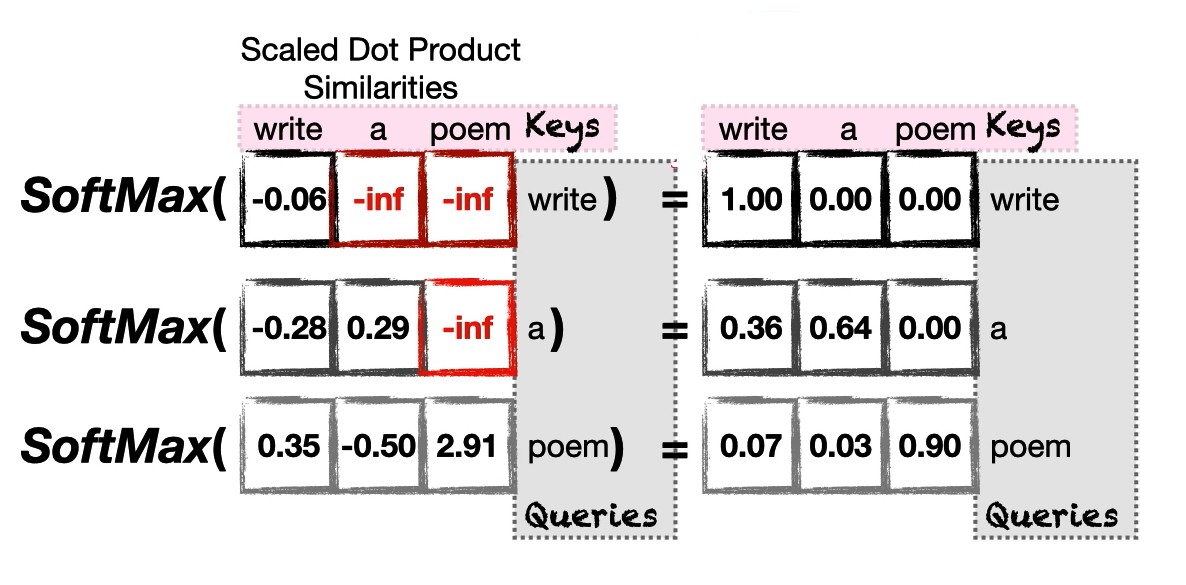 Scaled Dot Product
Similarities
write a poem Keys write a poem Keys
SoftMax( -0.06 -inf -inf write ) = 1.00 0.00 0.00 write
SoftMax( -0.28 0.29 -inf a ) = 0.36 0.64 0.00 a
SoftMax( 0.35 -0.50 2.91 poem ) = 0.07 0.03 0.90 poem
Queries Queries